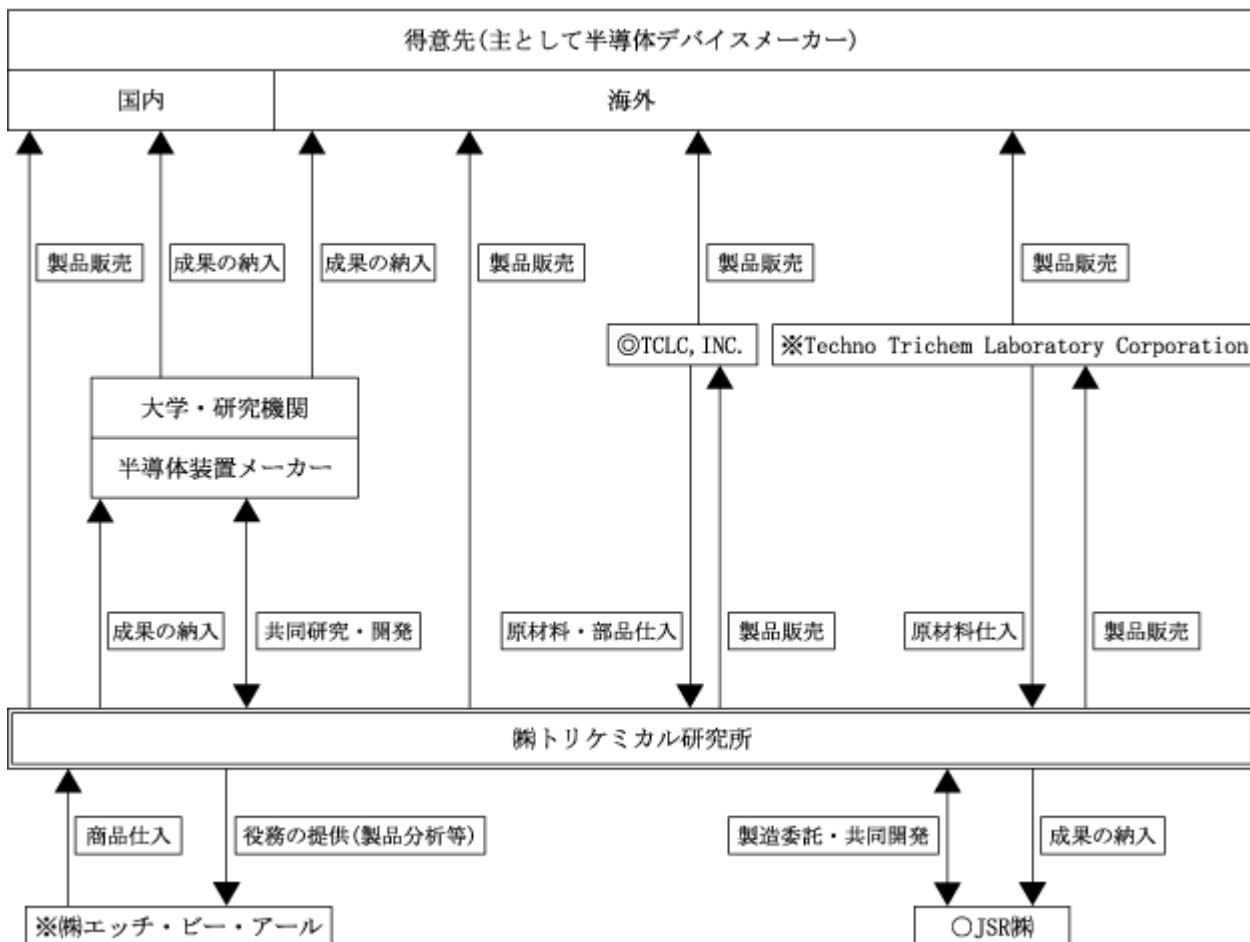 得意先(主として半導体デバイスメーカー)
国内
海外
製品販売
成果の納入
成果の納入
製品販売
製品販売
製品販売
◎TCLC,INC.
※Techno Trichem Laboratory Corporation
大学・研究機関
半導体装置メーカー
成果の納入
共同研究・開発
原材料・部品仕入
製品販売
原材料仕入
製品販売
㈱トリケミカル研究所
商品仕入
役務の提供(製品分析等)
製造委託・共同開発
成果の納入
※㈱エッチ・ビー・アール
○JSR㈱